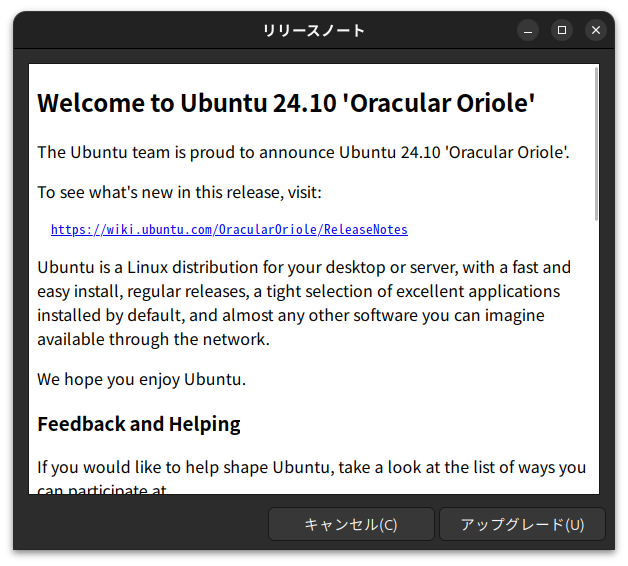 リリースノート
Welcome to Ubuntu 24.10 'Oracular Oriole'
The Ubuntu team is proud to announce Ubuntu 24.10 'Oracular Oriole'.
To see what's new in this release, visit:
https://wiki.ubuntu.com/OracularOriole/ReleaseNotes
Ubuntu is a Linux distribution for your desktop or server, with a fast and
easy install, regular releases, a tight selection of excellent applications
installed by default, and almost any other software you can imagine
available through the network.
We hope you enjoy Ubuntu.
Feedback and Helping
If you would like to help shape Ubuntu, take a look at the list of ways you
can participate at
キャンセル(C)
アップグレード(U)